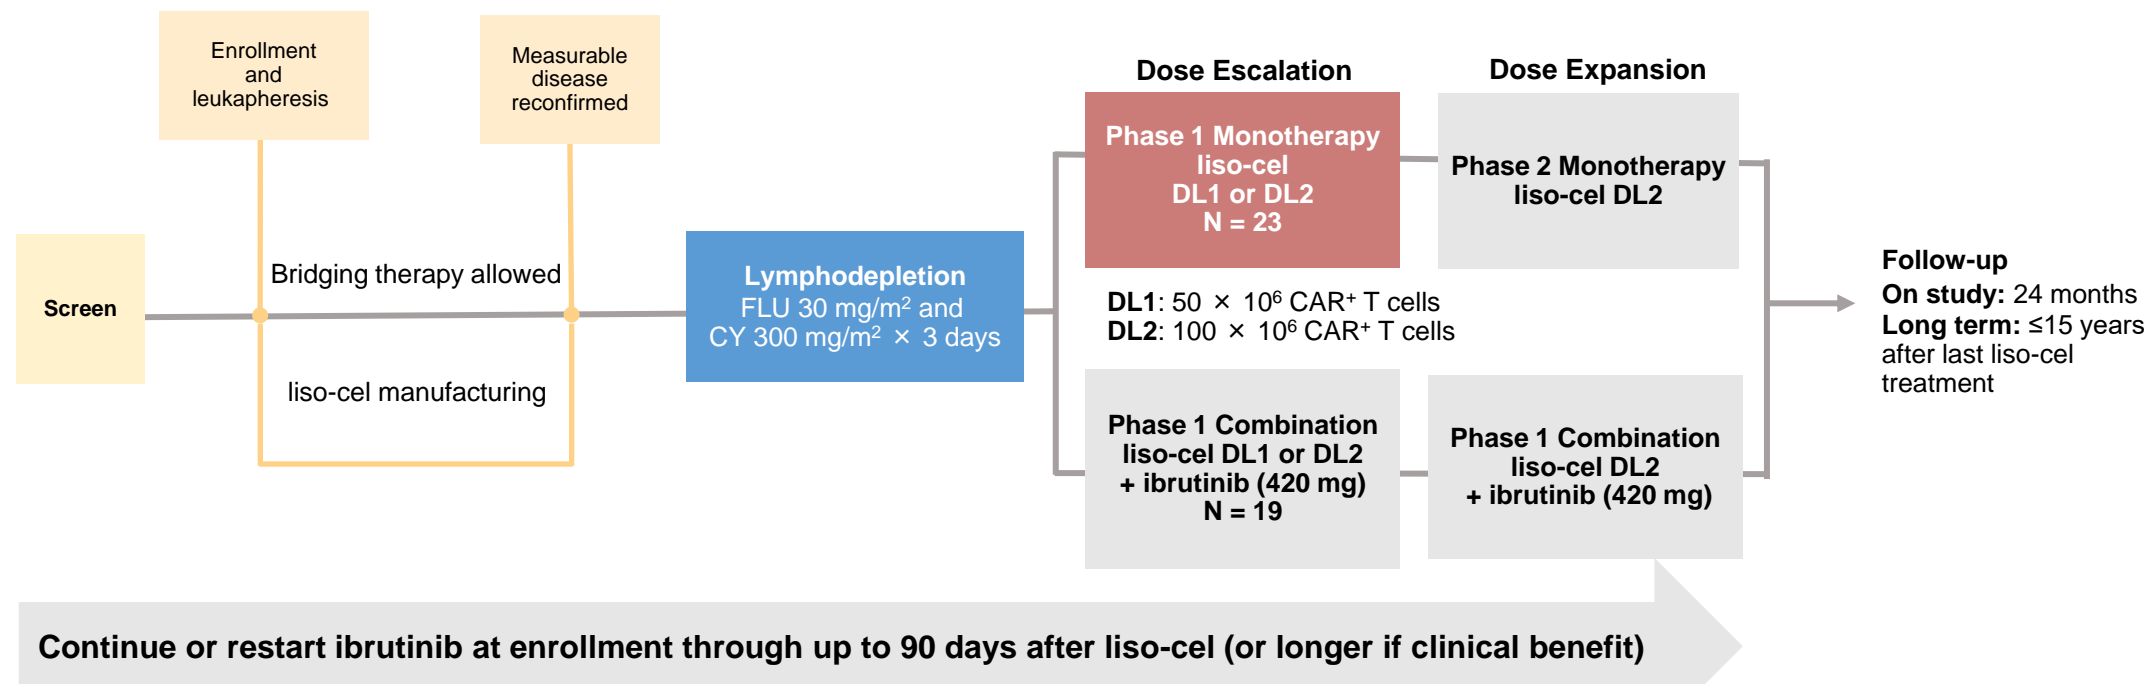 Enrollment
and
leukapheresis
Measurable
disease
reconfirmed
Screen
Bridging therapy allowed
liso-cel manufacturing
Lymphodepletion
FLU 30 mg/m² and
CY 300 mg/m² × 3 days
Dose Escalation
Phase 1 Monotherapy
liso-cel
DL1 or DL2
N = 23
Dose Expansion
Phase 2 Monotherapy
liso-cel DL2
DL1: 50 × 10⁶ CAR⁺ T cells
DL2: 100 × 10⁶ CAR⁺ T cells
Phase 1 Combination
liso-cel DL1 or DL2
+ ibrutinib (420 mg)
N = 19
Phase 1 Combination
liso-cel DL2
+ ibrutinib (420 mg)
Follow-up
On study: 24 months
Long term: ≤15 years
after last liso-cel
treatment
Continue or restart ibrutinib at enrollment through up to 90 days after liso-cel (or longer if clinical benefit)